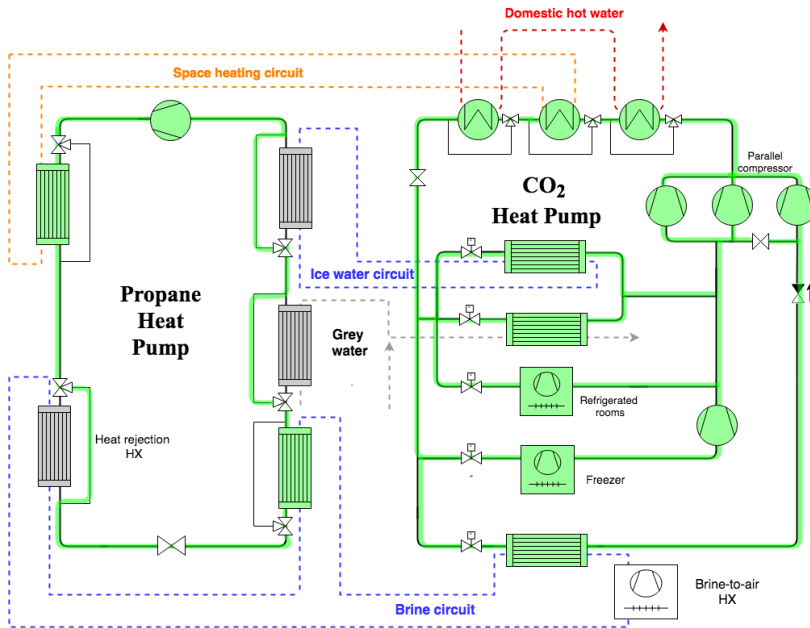 Domestic hot water
Space heating circuit
Parallel
compressor
CO₂
Heat Pump
Ice water circuit
Propane
Heat
Pump
Grey
water
Refrigerated
rooms
Heat rejection
HX
Freezer
Brine-to-air
HX
Brine circuit